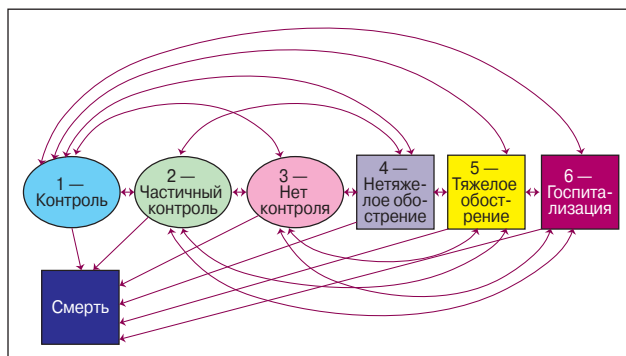 1 —
Контроль
2 —
Частичный
контроль
3 —
Нет
контроля
4 —
Нетяже-
лое обо-
стрение
5 —
Тяжелое
обост-
рение
6 —
Госпита-
лизация
Смерть